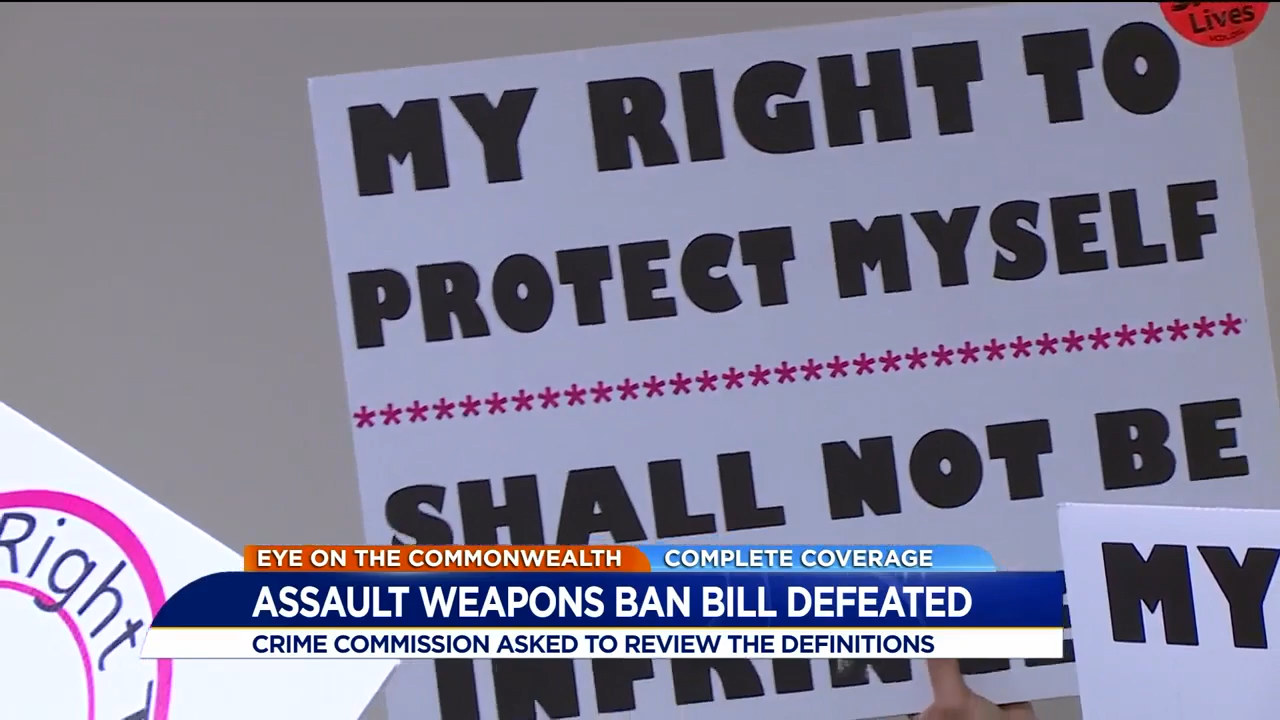 Lives
MY RIGHT TO
PROTECT MYSELF
**********************************
SHALL NOT BE
MY
Right
EYE ON THE COMMONWEALTH
COMPLETE COVERAGE
ASSAULT WEAPONS BAN BILL DEFEATED
CRIME COMMISSION ASKED TO REVIEW THE DEFINITIONS